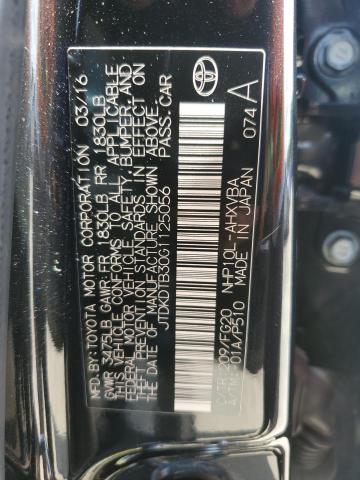 MFD.BY:TOYOTA MOTOR CORPORATION 03/16
GVWR 3475LB GAWR:FR 1830LB RR 1830LB
THIS VEHICLE CONFORMS TO ALL APPLICABLE
FEDERAL MOTOR VEHICLE SAFETY, BUMPER, AND
THEFT PREVENTION STANDARDS IN EFFECT ON
THE DATE OF MANUFACTURE SHOWN ABOVE.
JTDKDTB30G1125056 PASS.CAR
C/TR:209/FG20 NHP10L-AHXVBA
A/TM:-01A/P510 MADE IN JAPAN 074 A